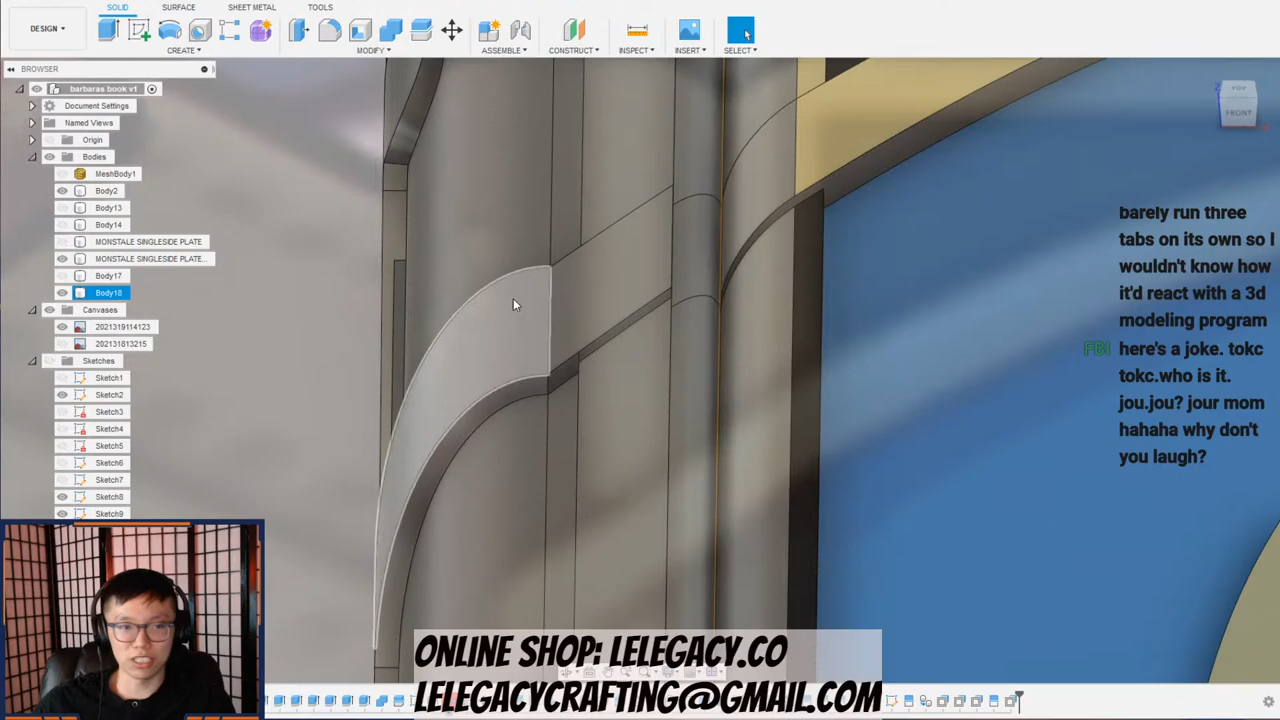 SOLID SURFACE SHEET METAL TOOLS
DESIGN
CREATE MODIFY ASSEMBLE CONSTRUCT INSPECT INSERT SELECT
BROWSER
barbaras book v1
Document Settings
Named Views
Origin
Bodies
MeshBody1
Body2
Body13
Body14
MONSTALE SINGLESIDE PLATE
MONSTALE SINGLESIDE PLATE...
Body17
Body18
Canvases
2021319114123
202131813215
Sketches
Sketch1
Sketch2
Sketch3
Sketch4
Sketch5
Sketch6
Sketch7
Sketch8
Sketch9
TOP
FRONT
Z
barely run three
tabs on its own so I
wouldn't know how
it'd react with a 3d
modeling program
FBI here's a joke. tokc
tokc.who is it.
jou.jou? jour mom
hahaha why don't
you laugh?
ONLINE SHOP: LELEGACY.CO
LELEGACYCRAFTING@GMAIL.COM